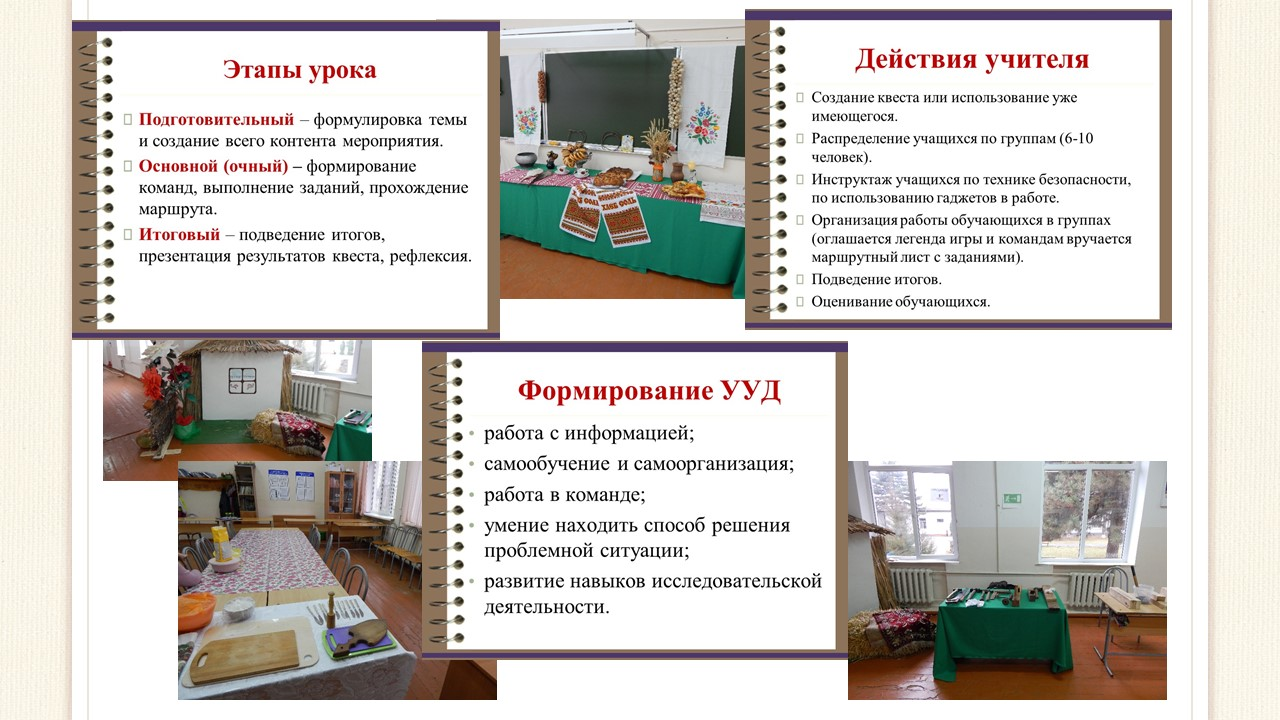 Этапы урока
Подготовительный – формулировка темы
и создание всего контента мероприятия.
Основной (очный) – формирование
команд, выполнение заданий, прохождение
маршрута.
Итоговый – подведение итогов,
презентация результатов квеста, рефлексия.
Действия учителя
Создание квеста или использование уже
имеющегося.
Распределение учащихся по группам (6-10
человек).
Инструктаж учащихся по технике безопасности,
по использованию гаджетов в работе.
Организация работы обучающихся в группах
(оглашается легенда игры и командам вручается
маршрутный лист с заданиями).
Подведение итогов.
Оценивание обучающихся.
Формирование УУД
работа с информацией;
самообучение и самоорганизация;
работа в команде;
умение находить способ решения
проблемной ситуации;
развитие навыков исследовательской
деятельности.